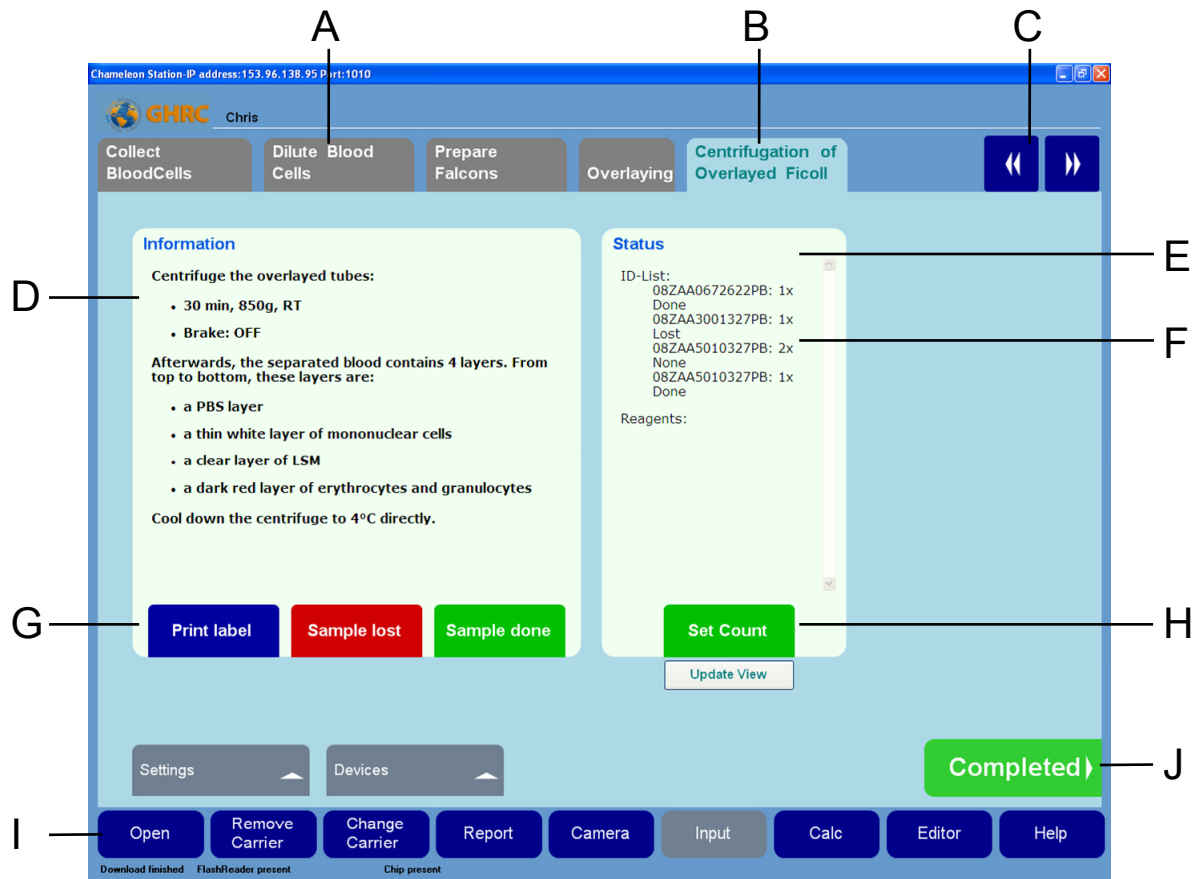 A B C
Chameleon Station-IP address:153.96.138.95 Port:1010
GHRC Chris
Collect
BloodCells
Dilute Blood
Cells
Prepare
Falcons
Overlaying
Centrifugation of
Overlayed Ficoll
D
Information
Centrifuge the overlayed tubes:
• 30 min, 850g, RT
• Brake: OFF
Afterwards, the separated blood contains 4 layers. From
top to bottom, these layers are:
• a PBS layer
• a thin white layer of mononuclear cells
• a clear layer of LSM
• a dark red layer of erythrocytes and granulocytes
Cool down the centrifuge to 4°C directly.
E
Status
ID-List:
08ZAA0672622PB: 1x
Done
08ZAA3001327PB: 1x
Lost
08ZAA5010327PB: 2x
None
08ZAA5010327PB: 1x
Done
Reagents:
F
G
Print label
Sample lost
Sample done
Set Count
H
Update View
Settings
Devices
Completed
J
I
Open
Remove
Carrier
Change
Carrier
Report
Camera
Input
Calc
Editor
Help
Download finished FlashReader present Chip present